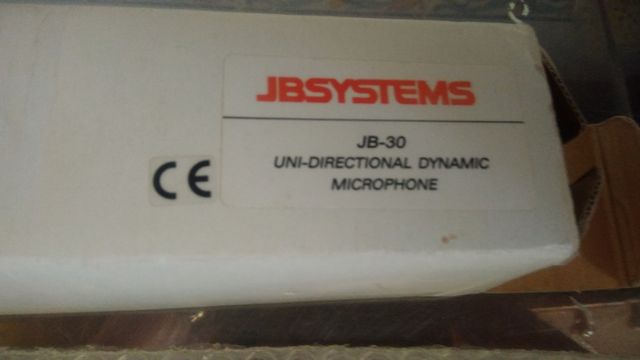 JBSYSTEMS
JB-30
UNI-DIRECTIONAL DYNAMIC
MICROPHONE
CE